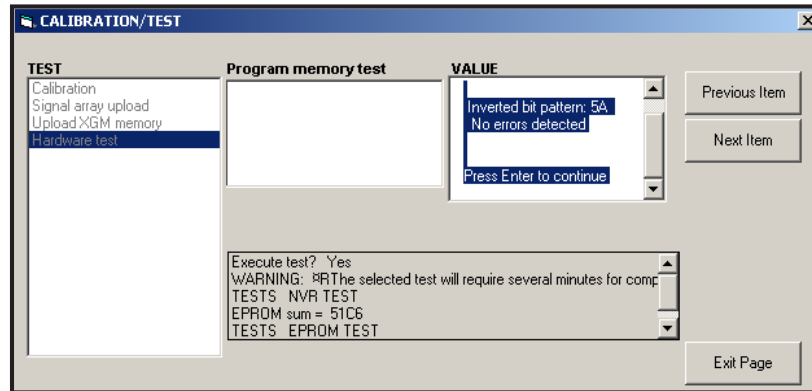 CALIBRATION/TEST
TEST
Calibration
Signal array upload
Upload XGM memory
Hardware test
Program memory test
VALUE
Inverted bit pattern: 5A
No errors detected
Press Enter to continue
Previous Item
Next Item
Execute test? Yes
WARNING: ¤RThe selected test will require several minutes for comp
TESTS NVR TEST
EPROM sum = 51C6
TESTS EPROM TEST
Exit Page